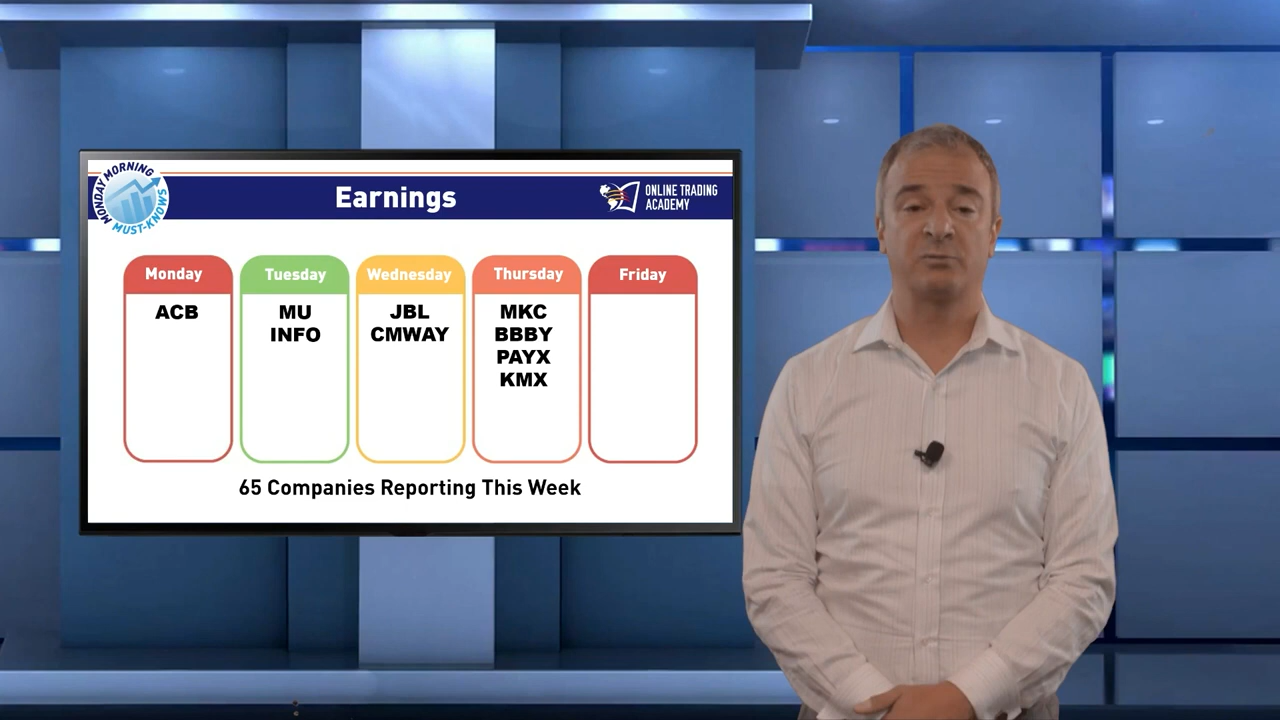 MONDAY MORNING
MUST-KNOWS
Earnings
ONLINE TRADING
ACADEMY
Monday
Tuesday
Wednesday
Thursday
Friday
ACB
MU
INFO
JBL
CMWAY
MKC
BBBY
PAYX
KMX
65 Companies Reporting This Week